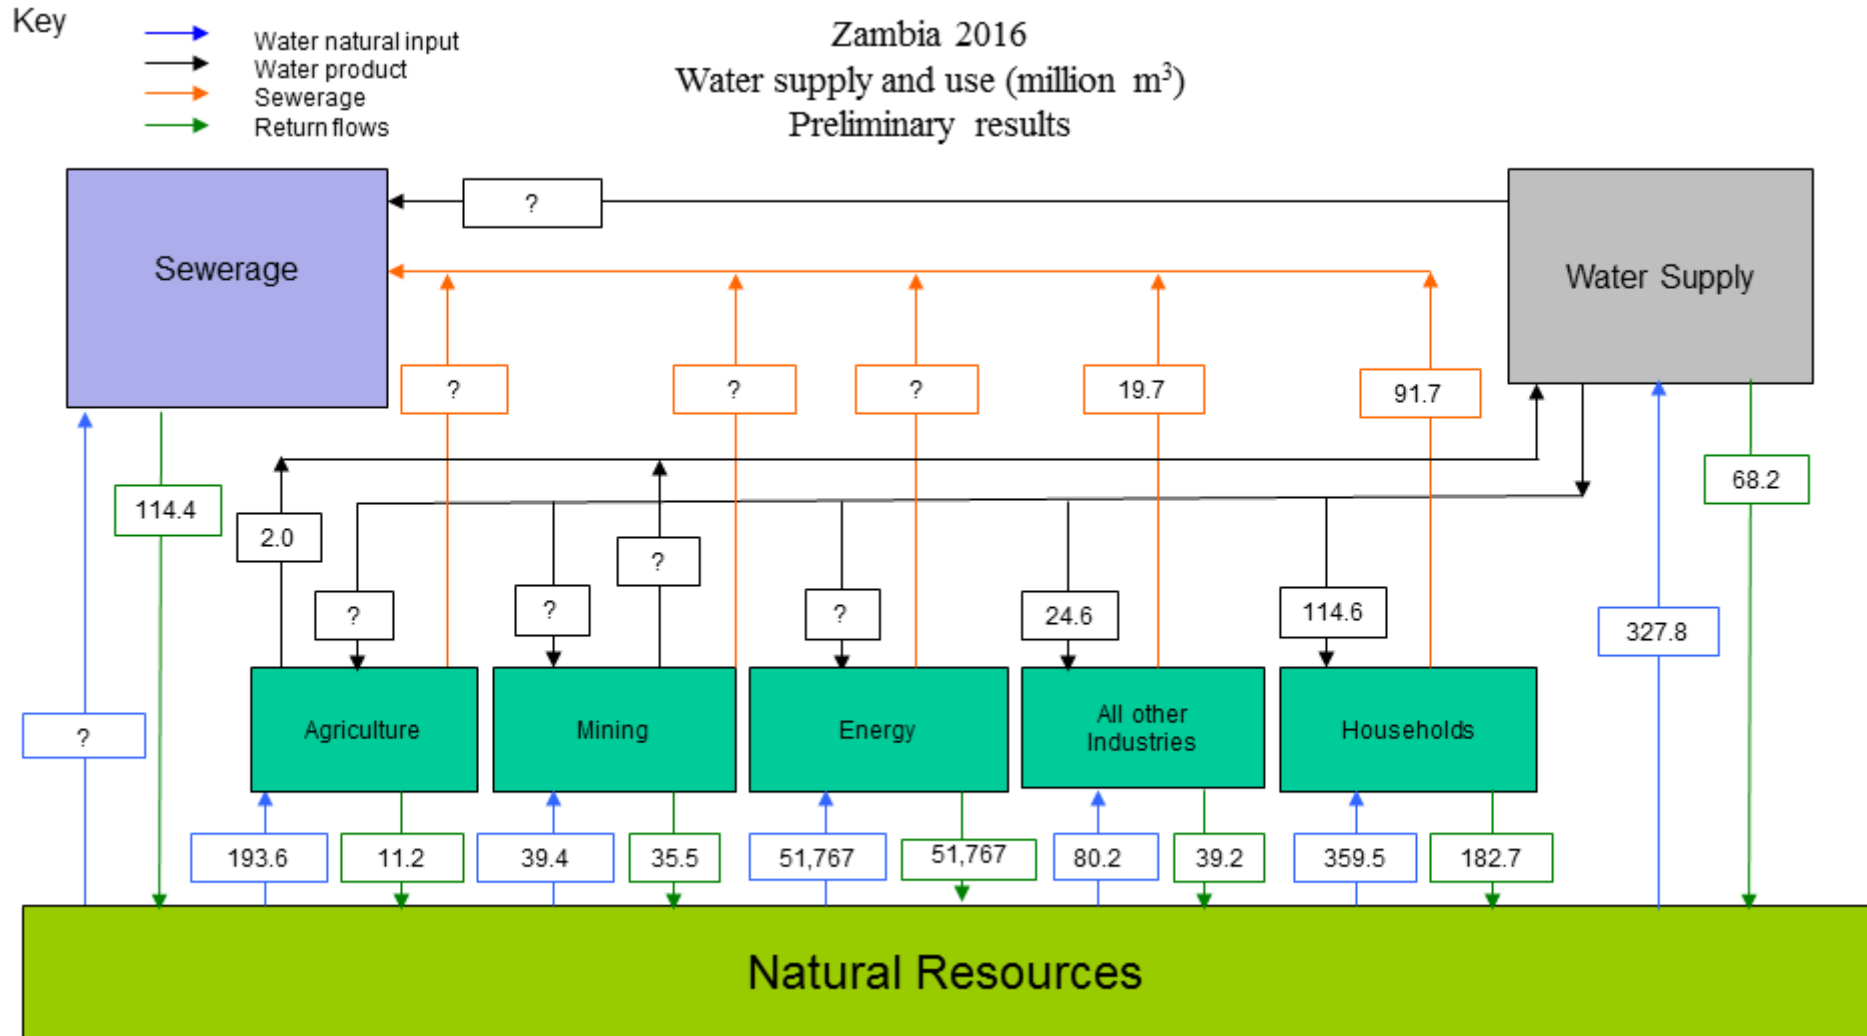 Key
Water natural input
Water product
Sewerage
Return flows
Zambia 2016
Water supply and use (million m³)
Preliminary results
Sewerage
?
Water Supply
?
?
?
19.7
91.7
114.4
2.0
?
68.2
?
?
?
24.6
114.6
327.8
?
Agriculture
Mining
Energy
All other
Industries
Households
193.6
11.2
39.4
35.5
51,767
51,767
80.2
39.2
359.5
182.7
Natural Resources